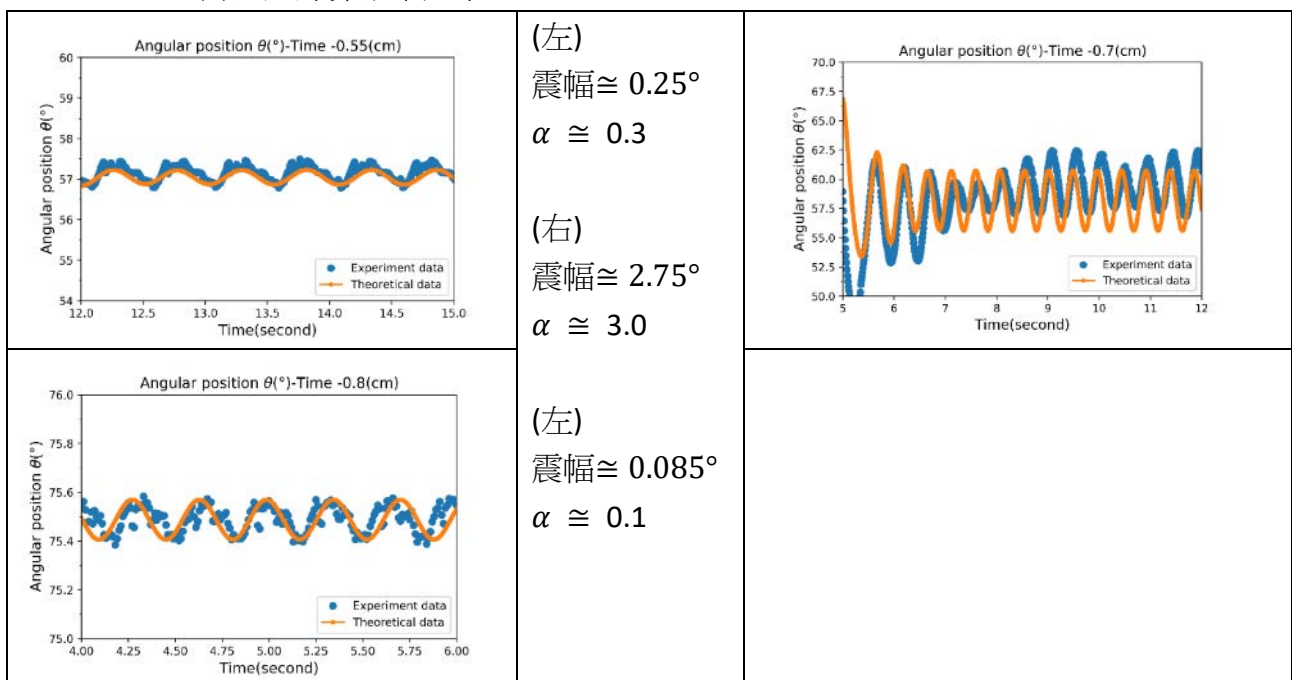 Angular position θ(°)-Time -0.55(cm)
60
59
58
57
56
55
54
Angular position θ(°)
12.0 12.5 13.0 13.5 14.0 14.5 15.0
Time(second)
Experiment data
Theoretical data
(左)
震幅≅ 0.25°
α ≅ 0.3
(右)
震幅≅ 2.75°
α ≅ 3.0
(左)
震幅≅ 0.085°
α ≅ 0.1
Angular position θ(°)-Time -0.7(cm)
70.0
67.5
65.0
62.5
60.0
57.5
55.0
52.5
50.0
Angular position θ(°)
5 6 7 8 9 10 11 12
Time(second)
Experiment data
Theoretical data
Angular position θ(°)-Time -0.8(cm)
76.0
75.8
75.6
75.4
75.2
75.0
Angular position θ(°)
4.00 4.25 4.50 4.75 5.00 5.25 5.50 5.75 6.00
Time(second)
Experiment data
Theoretical data